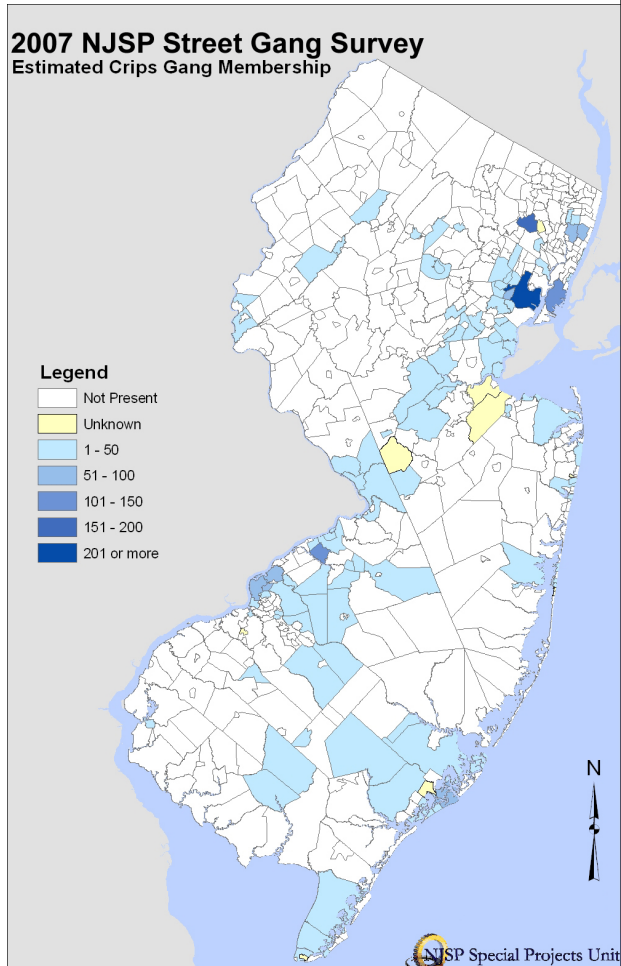 2007 NJSP Street Gang Survey
Estimated Crips Gang Membership
Legend
Not Present
Unknown
1 - 50
51 - 100
101 - 150
151 - 200
201 or more
N
NJSP Special Projects Unit